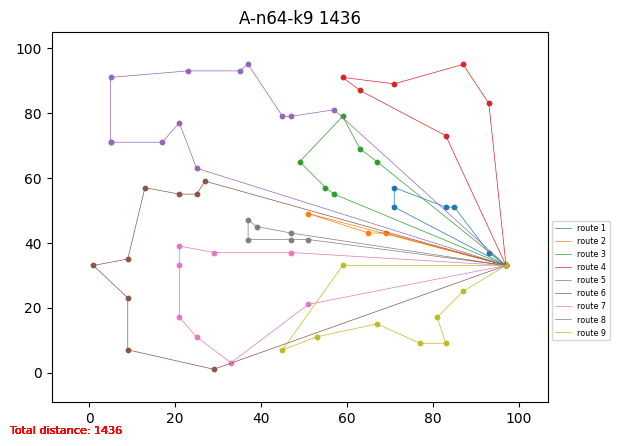 A-n64-k9 1436
100
80
60
40
20
0
0 20 40 60 80 100
route 1
route 2
route 3
route 4
route 5
route 6
route 7
route 8
route 9
Total distance: 1436